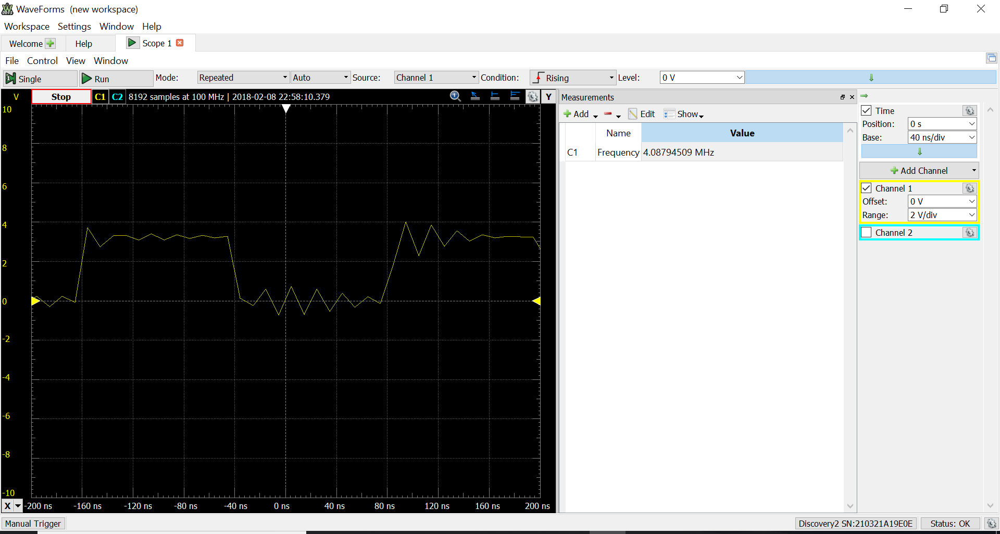 WaveForms (new workspace)
Workspace Settings Window Help
Welcome Help Scope 1
File Control View Window
Single Run Mode: Repeated Auto Source: Channel 1 Condition: Rising Level: 0 V
V Stop C1 C2 8192 samples at 100 MHz | 2018-02-08 22:58:10.379 Y
10
8
6
4
2
0
-2
-4
-6
-8
-10
X -200 ns -160 ns -120 ns -80 ns -40 ns 0 ns 40 ns 80 ns 120 ns 160 ns 200 ns
Measurements
Add Edit Show
Name Value
C1 Frequency 4.08794509 MHz
Time
Position: 0 s
Base: 40 ns/div
Add Channel
Channel 1
Offset: 0 V
Range: 2 V/div
Channel 2
Manual Trigger Discovery2 SN:210321A19E0E Status: OK